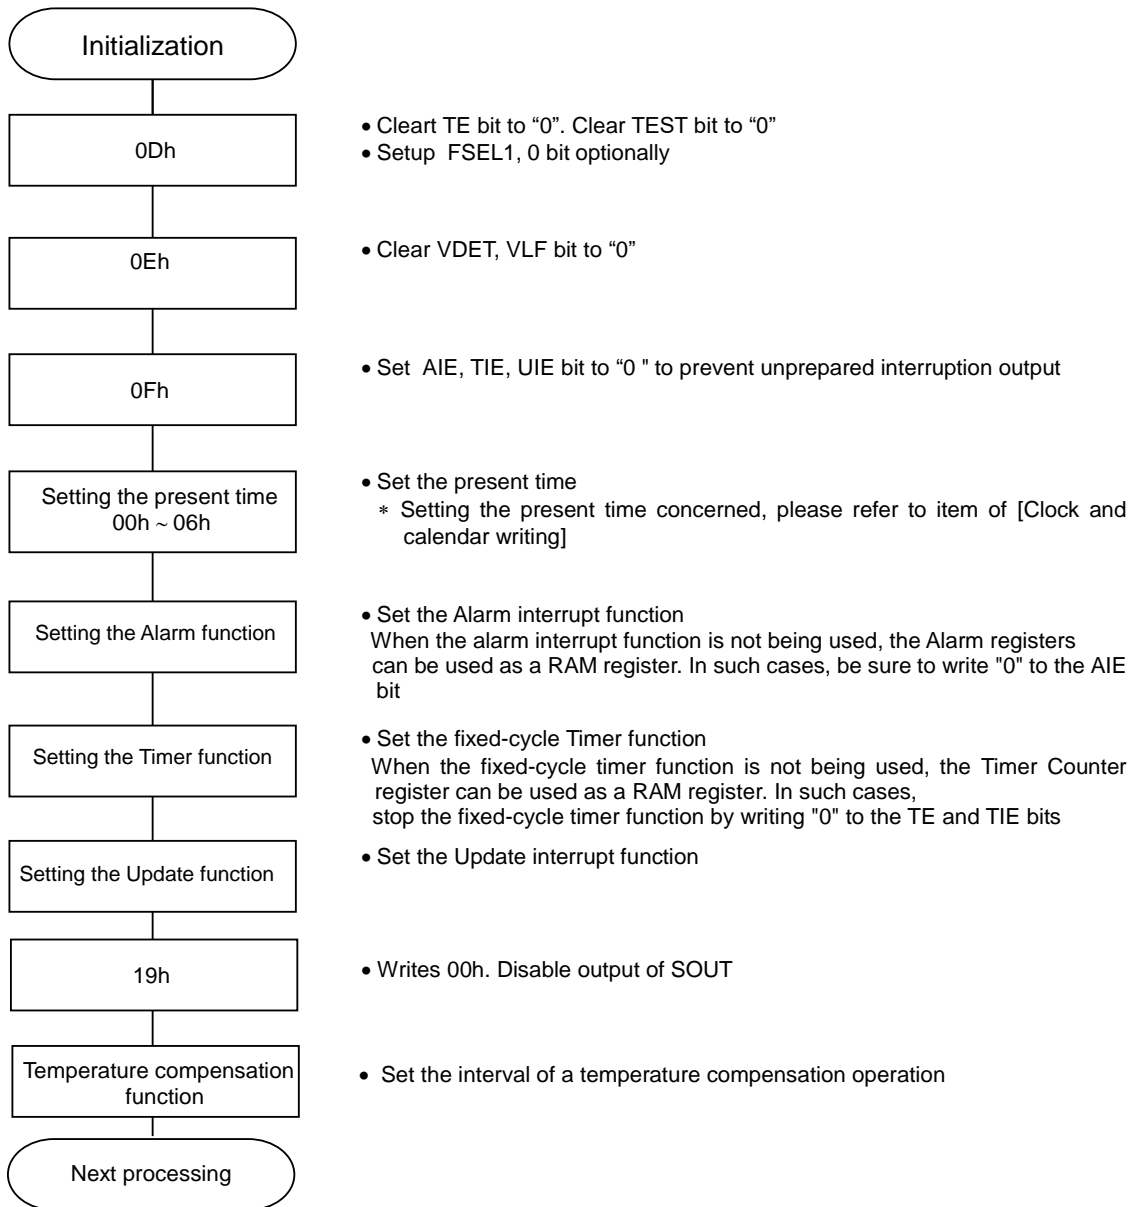 Initialization
0Dh
• Cleart TE bit to “0”. Clear TEST bit to “0”
• Setup FSEL1, 0 bit optionally
0Eh
• Clear VDET, VLF bit to “0”
0Fh
• Set AIE, TIE, UIE bit to “0 " to prevent unprepared interruption output
Setting the present time
00h ~ 06h
• Set the present time
* Setting the present time concerned, please refer to item of [Clock and
calendar writing]
Setting the Alarm function
• Set the Alarm interrupt function
When the alarm interrupt function is not being used, the Alarm registers
can be used as a RAM register. In such cases, be sure to write "0" to the AIE
bit
Setting the Timer function
• Set the fixed-cycle Timer function
When the fixed-cycle timer function is not being used, the Timer Counter
register can be used as a RAM register. In such cases,
stop the fixed-cycle timer function by writing "0" to the TE and TIE bits
Setting the Update function
• Set the Update interrupt function
19h
• Writes 00h. Disable output of SOUT
Temperature compensation
function
• Set the interval of a temperature compensation operation
Next processing